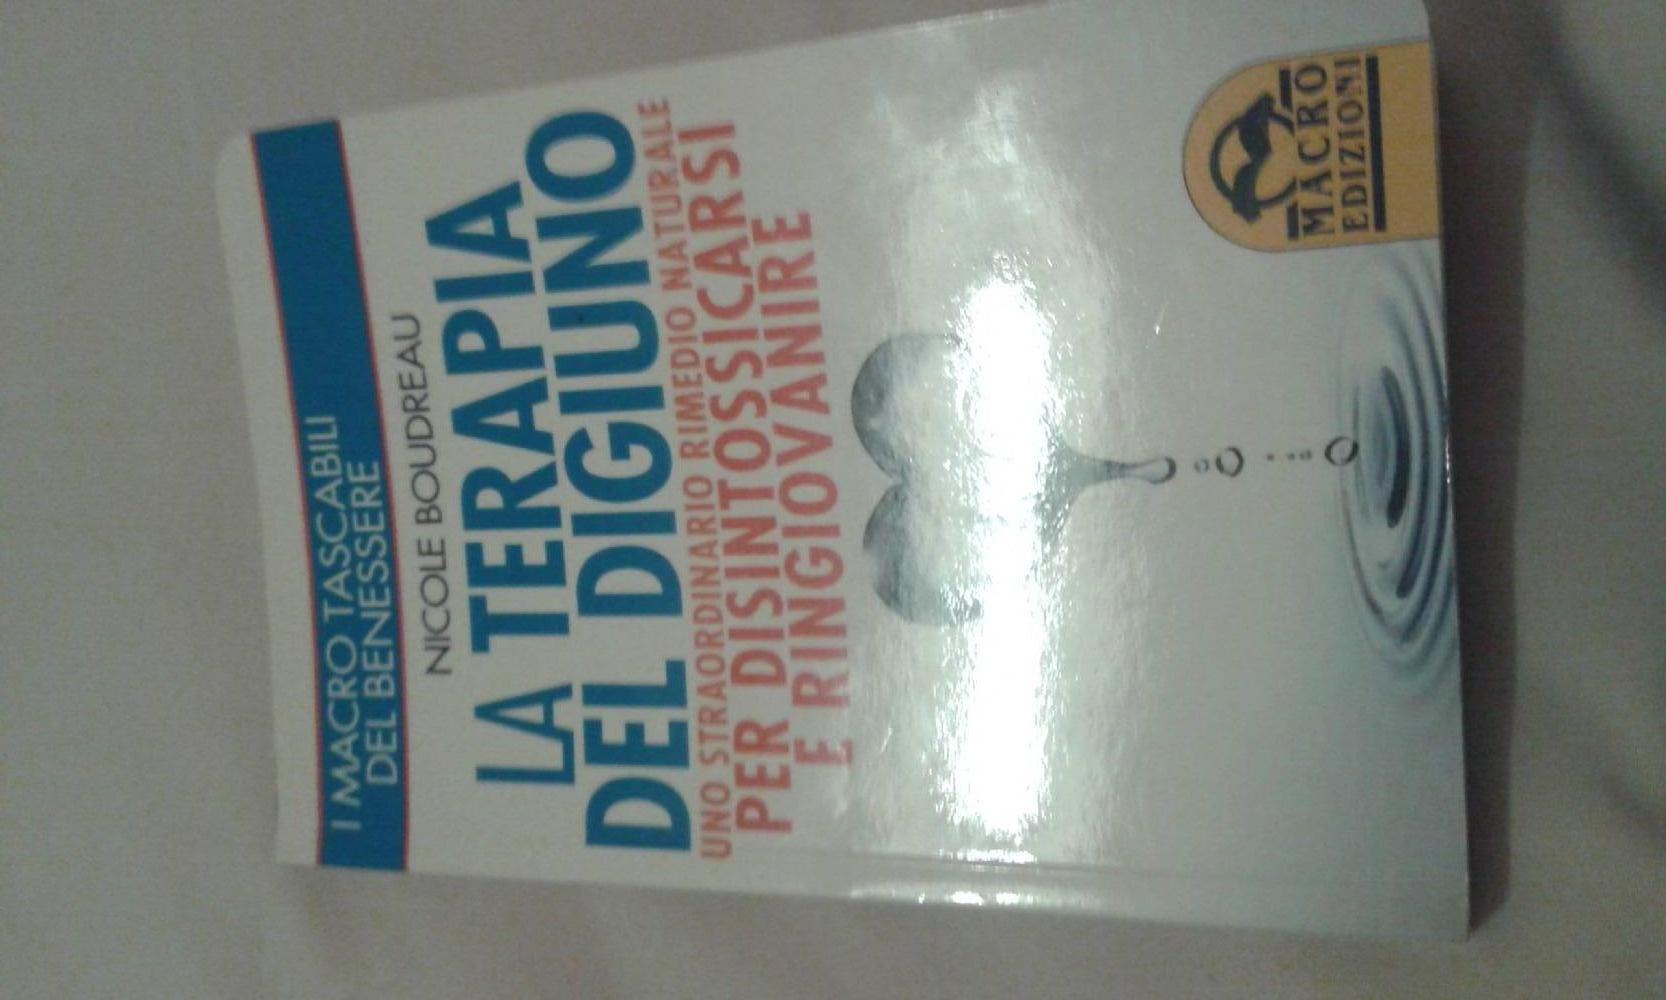 I MACRO TASCABILI
DEL BENESSERE
NICOLE BOUDREAU
LA TERAPIA
DEL DIGIUNO
UNO STRAORDINARIO RIMEDIO NATURALE
PER DISINTOSSICARSI
E RINGIOVANIRE
MACRO
EDIZIONI